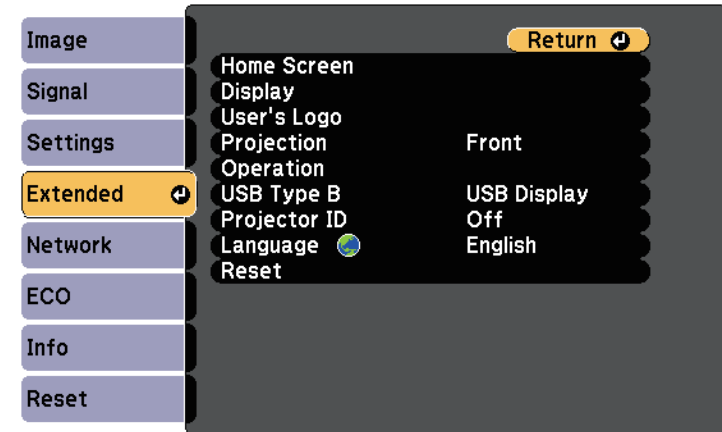 Image
Signal
Settings
Extended
Network
ECO
Info
Reset
Return
Home Screen
Display
User's Logo
Projection Front
Operation
USB Type B USB Display
Projector ID Off
Language English
Reset